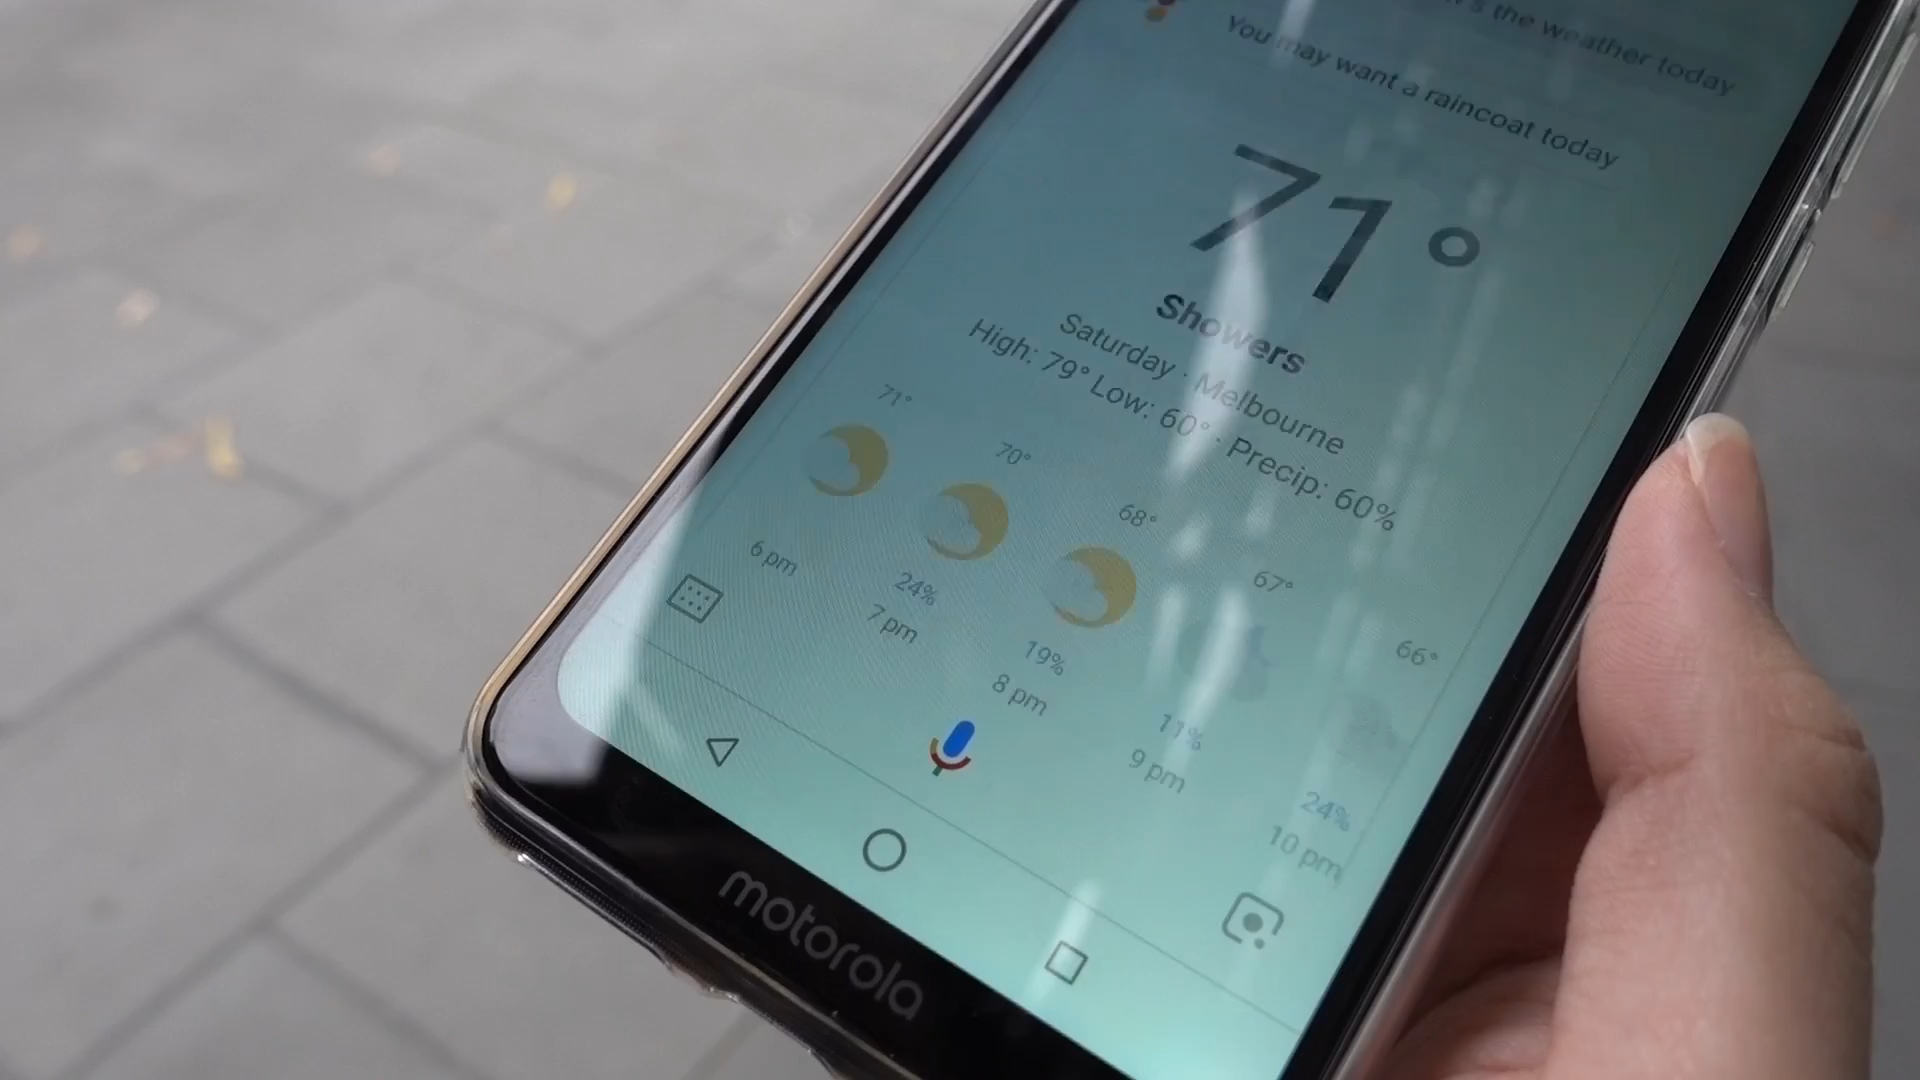 's the weather today
You may want a raincoat today
71°
Showers
Saturday · Melbourne
High: 79° Low: 60° · Precip: 60%
71° 70° 68° 67° 66°
24% 19% 11% 24%
6 pm 7 pm 8 pm 9 pm 10 pm
motorola